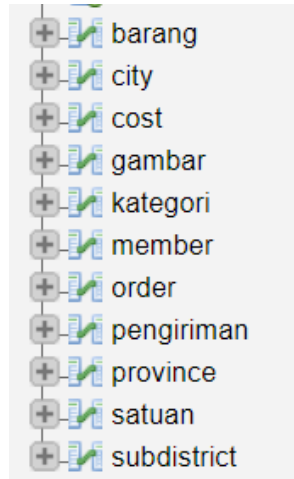 barang
city
cost
gambar
kategori
member
order
pengiriman
province
satuan
subdistrict